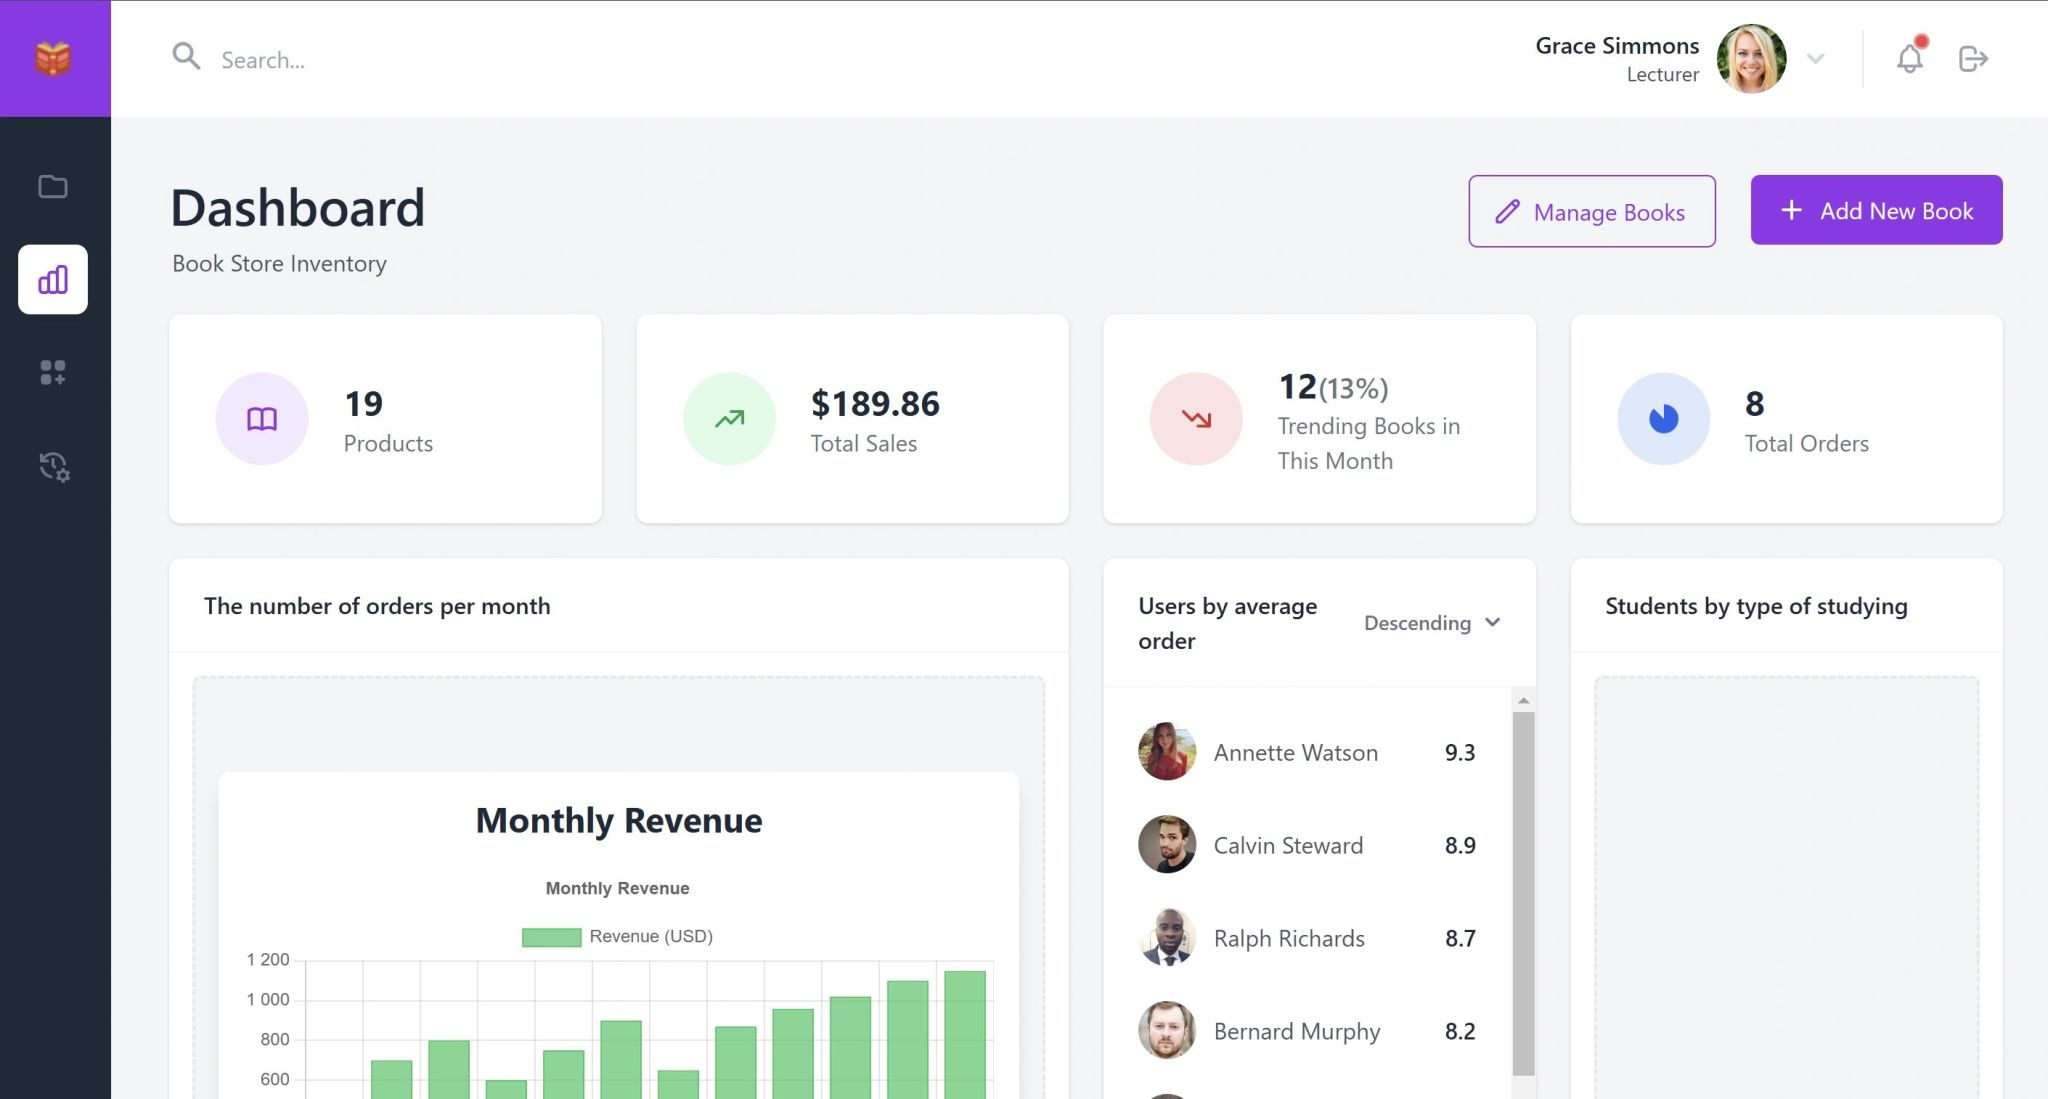 Search...
Grace Simmons
Lecturer
Dashboard
Book Store Inventory
Manage Books
Add New Book
19
Products
$189.86
Total Sales
12(13%)
Trending Books in
This Month
8
Total Orders
The number of orders per month
Monthly Revenue
Monthly Revenue
Revenue (USD)
1 200
1 000
800
600
Users by average
order
Descending
Annette Watson 9.3
Calvin Steward 8.9
Ralph Richards 8.7
Bernard Murphy 8.2
Students by type of studying